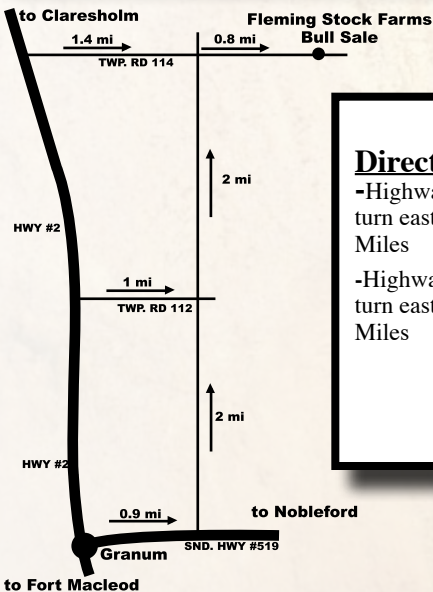 to Claresholm
Fleming Stock Farms
Bull Sale
1.4 mi
0.8 mi
TWP. RD 114
2 mi
HWY #2
1 mi
TWP. RD 112
2 mi
HWY #2
0.9 mi
to Nobleford
SND. HWY #519
Granum
to Fort Macleod
-Highwa
turn east
Miles
-Highwa
turn east
Miles